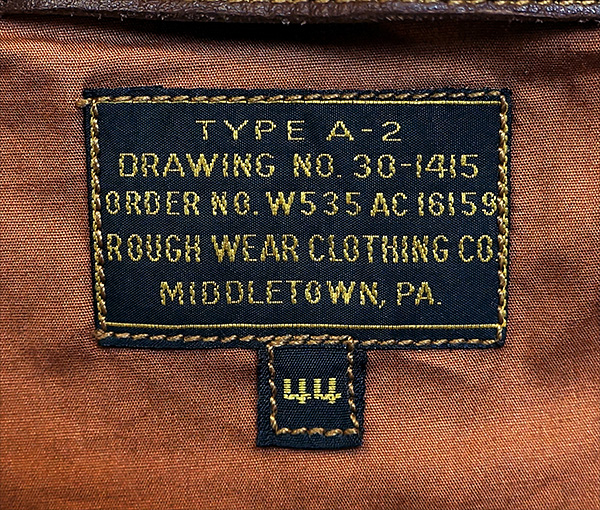 TYPE A-2
DRAWING NO. 30-1415
ORDER NO. W535 AC 16159
ROUGH WEAR CLOTHING CO
MIDDLETOWN, PA.
44